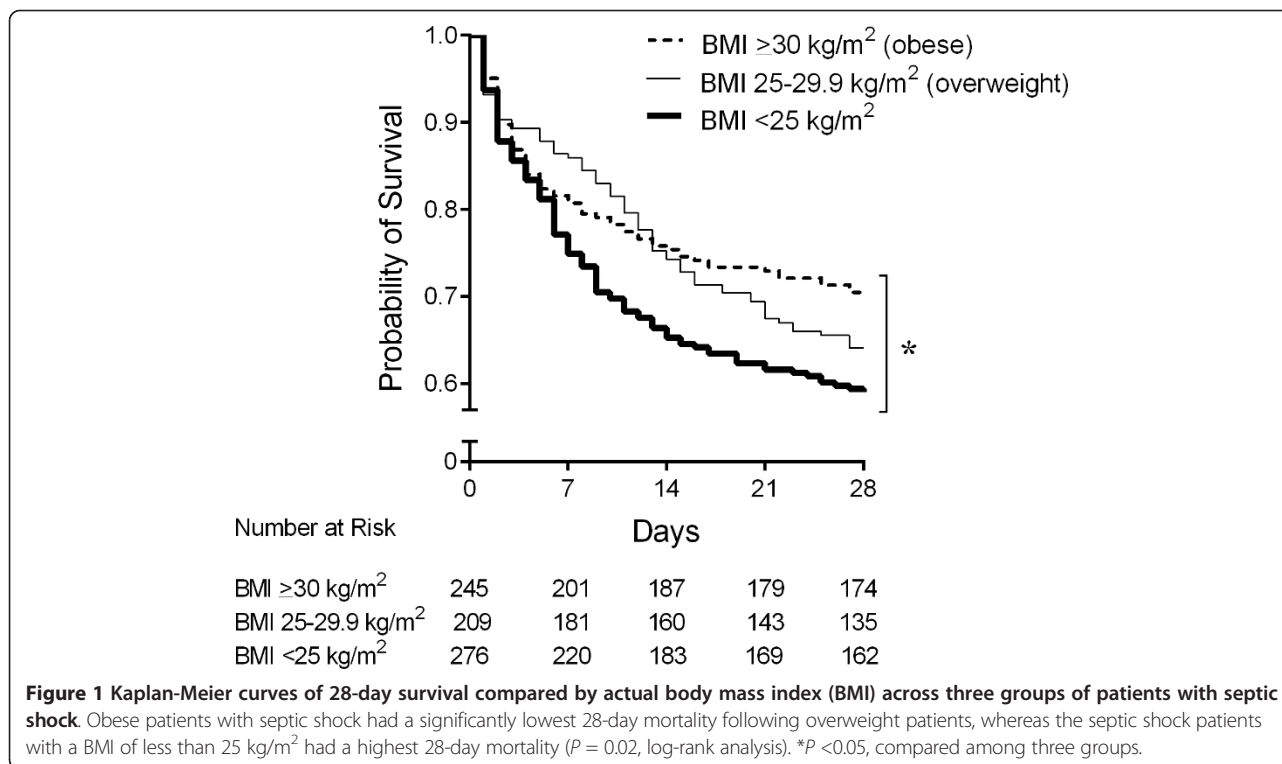 1.0
0.9
0.8
0.7
0.6
0
Probability of Survival
BMI ≥30 kg/m² (obese)
BMI 25-29.9 kg/m² (overweight)
BMI <25 kg/m²
*
0 7 14 21 28
Days
Number at Risk
BMI ≥30 kg/m² 245 201 187 179 174
BMI 25-29.9 kg/m² 209 181 160 143 135
BMI <25 kg/m² 276 220 183 169 162
Figure 1 Kaplan-Meier curves of 28-day survival compared by actual body mass index (BMI) across three groups of patients with septic
shock. Obese patients with septic shock had a significantly lowest 28-day mortality following overweight patients, whereas the septic shock patients
with a BMI of less than 25 kg/m² had a highest 28-day mortality (P = 0.02, log-rank analysis). *P <0.05, compared among three groups.